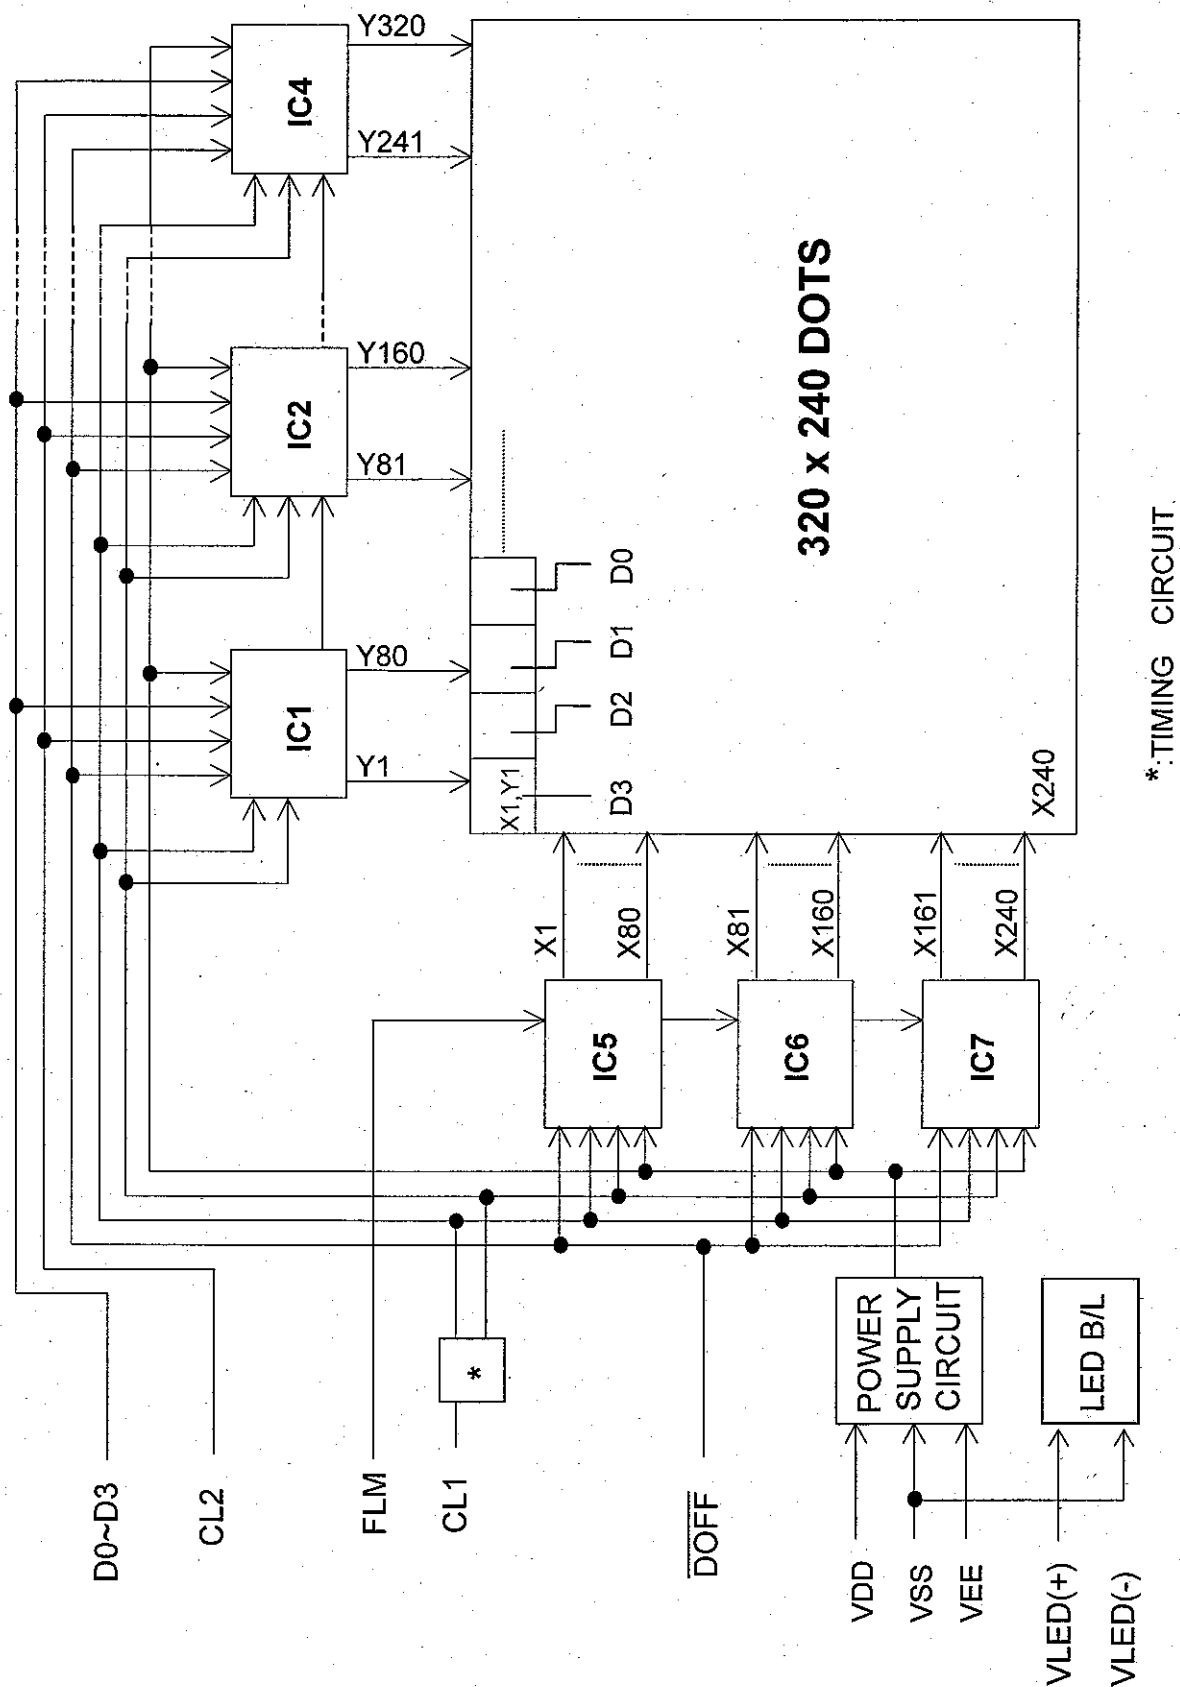 D0~D3
CL2
FLM
CL1
*
DOFF
VDD
VSS
VEE
VLED(+)
VLED(-)
POWER
SUPPLY
CIRCUIT
LED B/L
IC5
IC6
IC7
X1
X80
X81
X160
X161
X240
IC1
IC2
IC4
Y1
Y80
Y81
Y160
Y241
Y320
X1,Y1
D3
D2
D1
D0
320 x 240 DOTS
X240
*:TIMING CIRCUIT